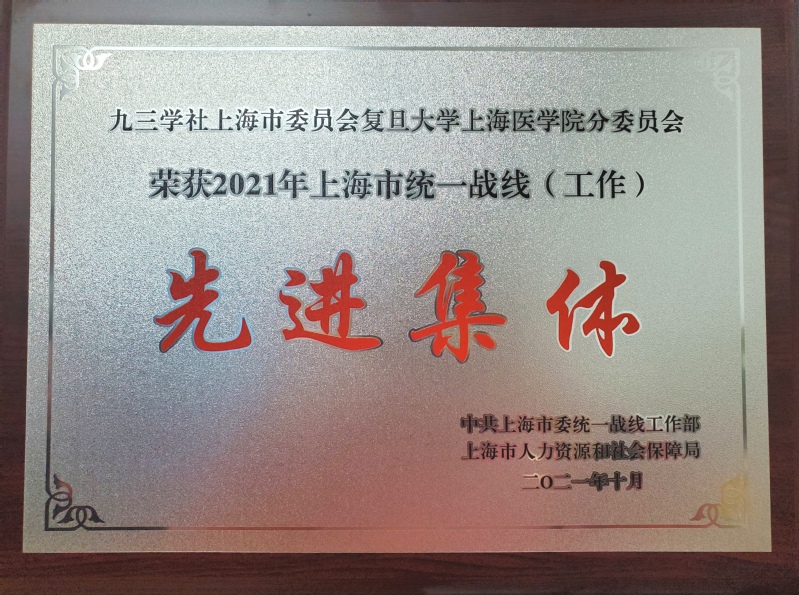 九三学社上海市委员会复旦大学上海医学院分委员会
荣获2021年上海市统一战线（工作）
先进集体
中共上海市委统一战线工作部
上海市人力资源和社会保障局
二〇二一年十月